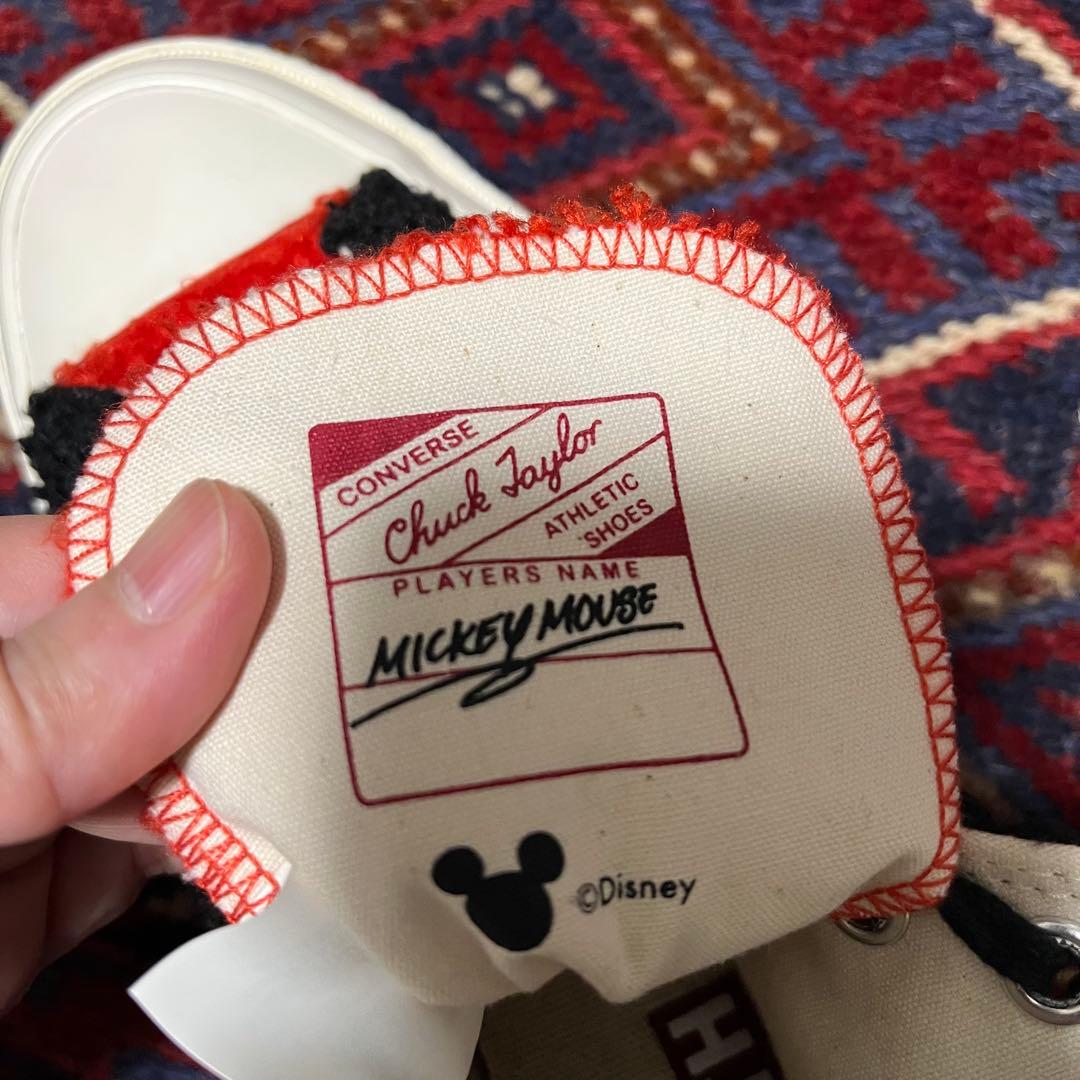 CONVERSE
Chuck Taylor
ATHLETIC
SHOES
PLAYERS NAME
MICKEY MOUSE
©Disney
H